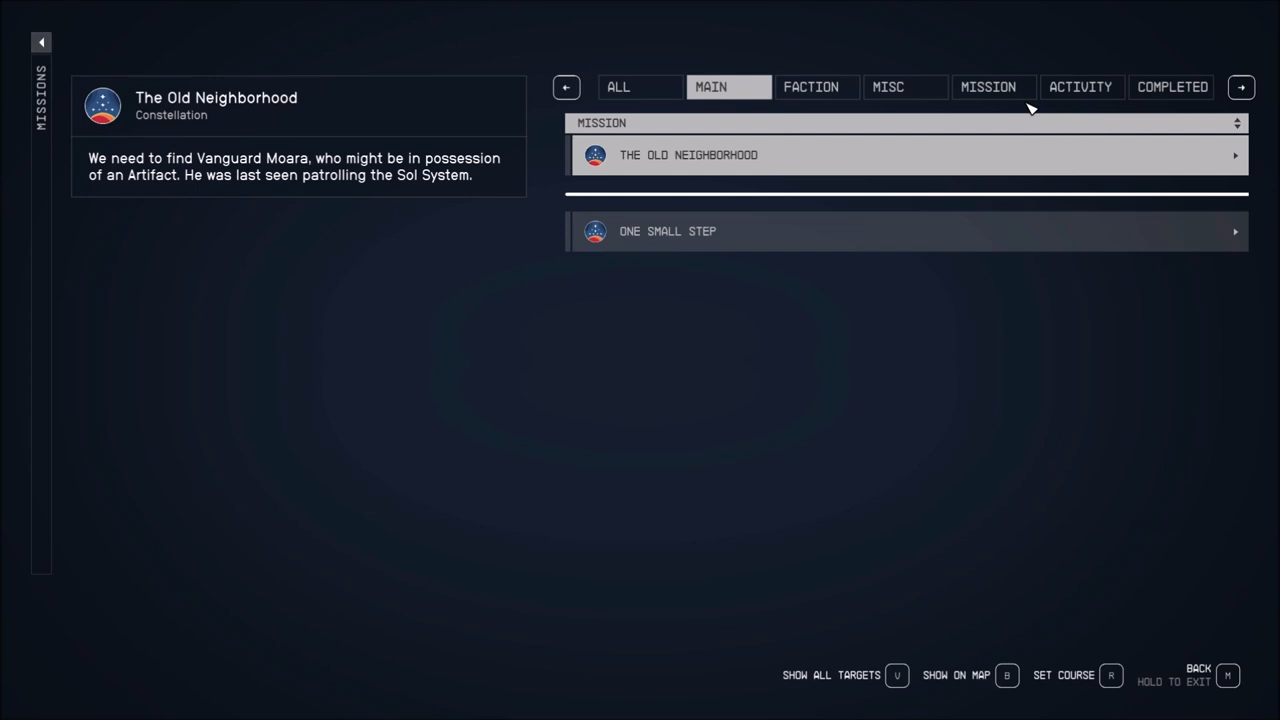 MISSIONS
The Old Neighborhood
Constellation
We need to find Vanguard Moara, who might be in possession
of an Artifact. He was last seen patrolling the Sol System.
ALL MAIN FACTION MISC MISSION ACTIVITY COMPLETED
MISSION
THE OLD NEIGHBORHOOD
ONE SMALL STEP
SHOW ALL TARGETS V SHOW ON MAP B SET COURSE R BACK M
HOLD TO EXIT